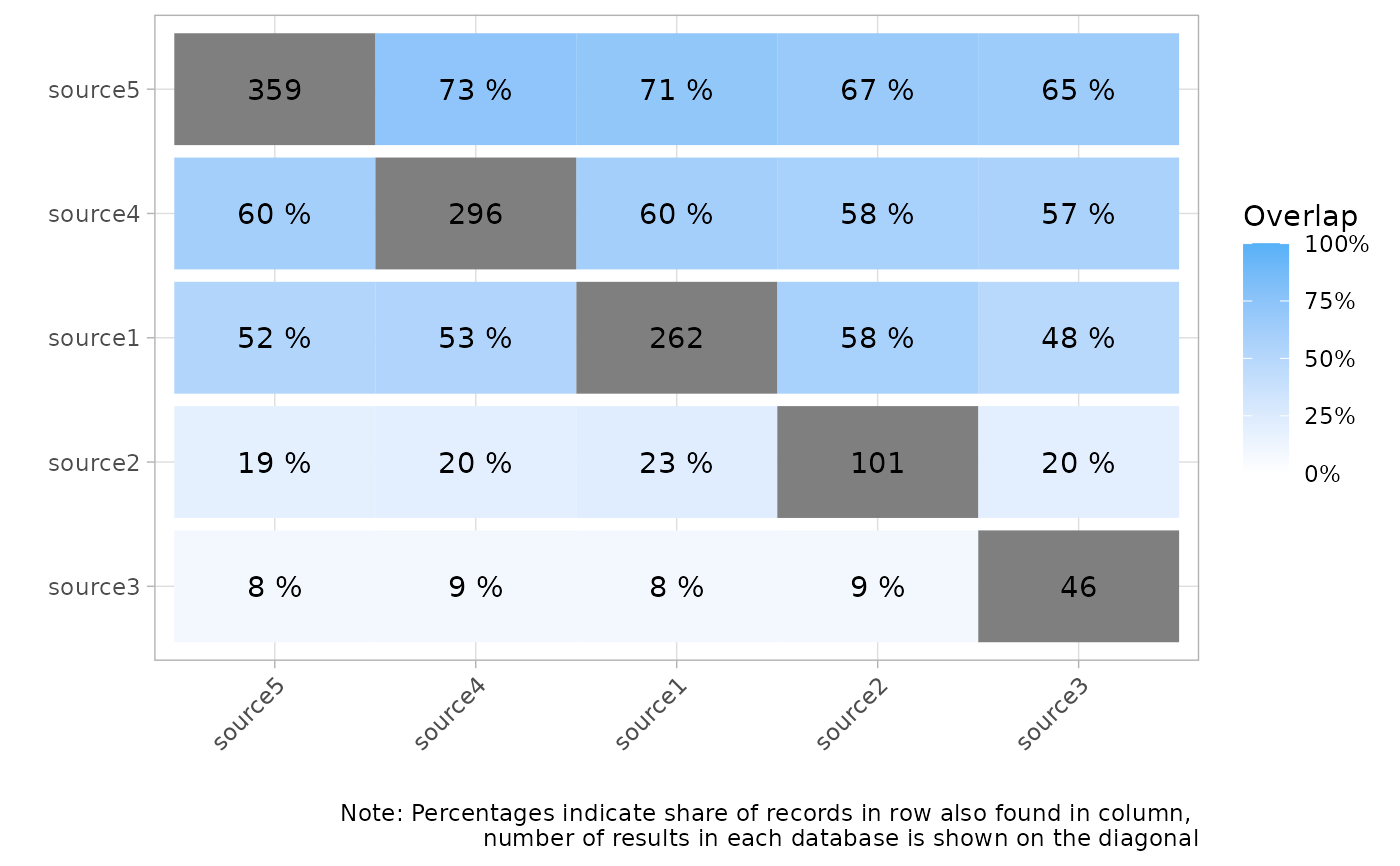 source5 359 73 % 71 % 67 % 65 %
source4 60 % 296 60 % 58 % 57 %
source1 52 % 53 % 262 58 % 48 %
source2 19 % 20 % 23 % 101 20 %
source3 8 % 9 % 8 % 9 % 46
source5 source4 source1 source2 source3
Overlap
100%
75%
50%
25%
0%
Note: Percentages indicate share of records in row also found in column,
number of results in each database is shown on the diagonal